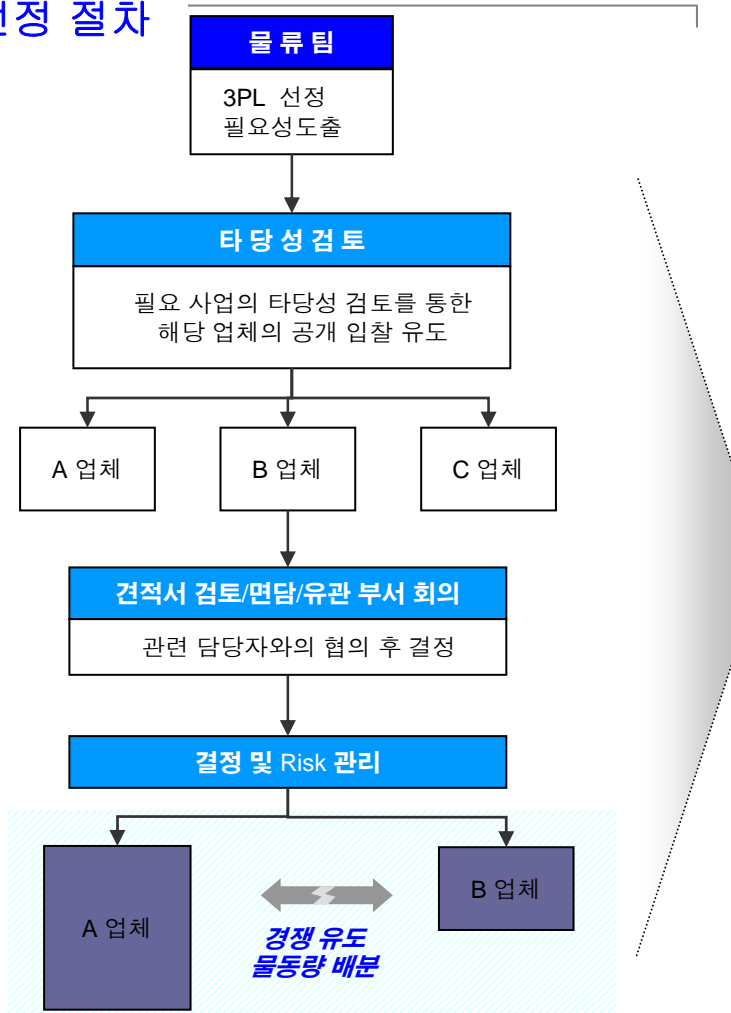 선정 절차
물 류 팀
3PL 선정
필요성도출
타 당 성 검 토
필요 사업의 타당성 검토를 통한
해당 업체의 공개 입찰 유도
A 업체
B 업체
C 업체
견적서 검토/면담/유관 부서 회의
관련 담당자와의 협의 후 결정
결정 및 Risk 관리
A 업체
B 업체
경쟁 유도
물동량 배분